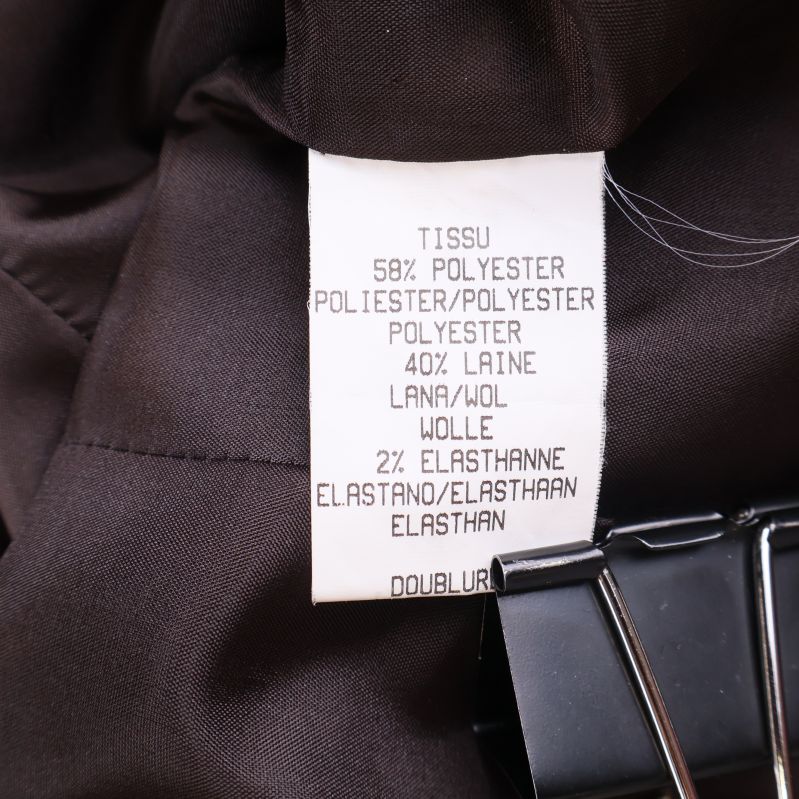 TISSU
58% POLYESTER
POLIESTER/POLYESTER
POLYESTER
40% LAINE
LANA/WOL
WOLLE
2% ELASTHANNE
ELASTANO/ELASTHAAN
ELASTHAN